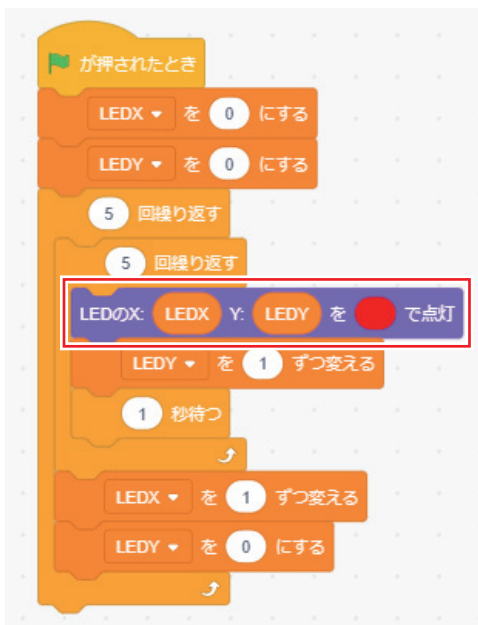 が押されたとき
LEDX を 0 にする
LEDY を 0 にする
5 回繰り返す
5 回繰り返す
LEDのX: LEDX Y: LEDY を で点灯
LEDY を 1 ずつ変える
1 秒待つ
LEDX を 1 ずつ変える
LEDY を 0 にする